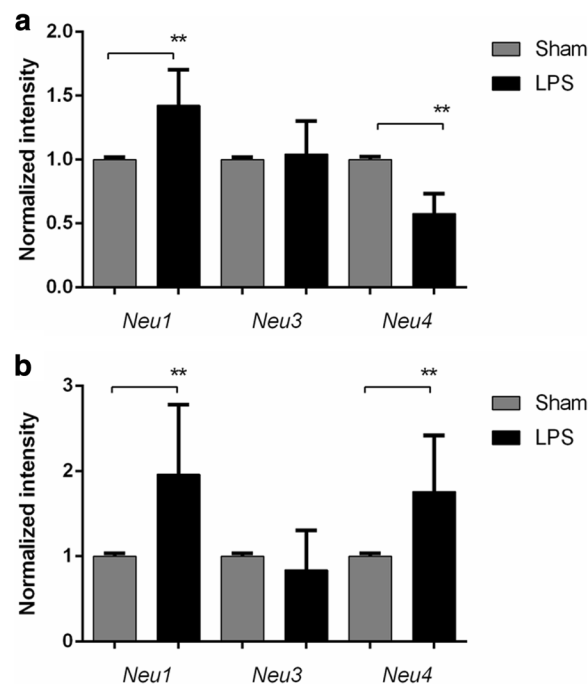 a
Normalized intensity
2.0
1.5
1.0
0.5
0.0
**
**
Sham
LPS
Neu1 Neu3 Neu4
b
Normalized intensity
3
2
1
0
**
**
Sham
LPS
Neu1 Neu3 Neu4